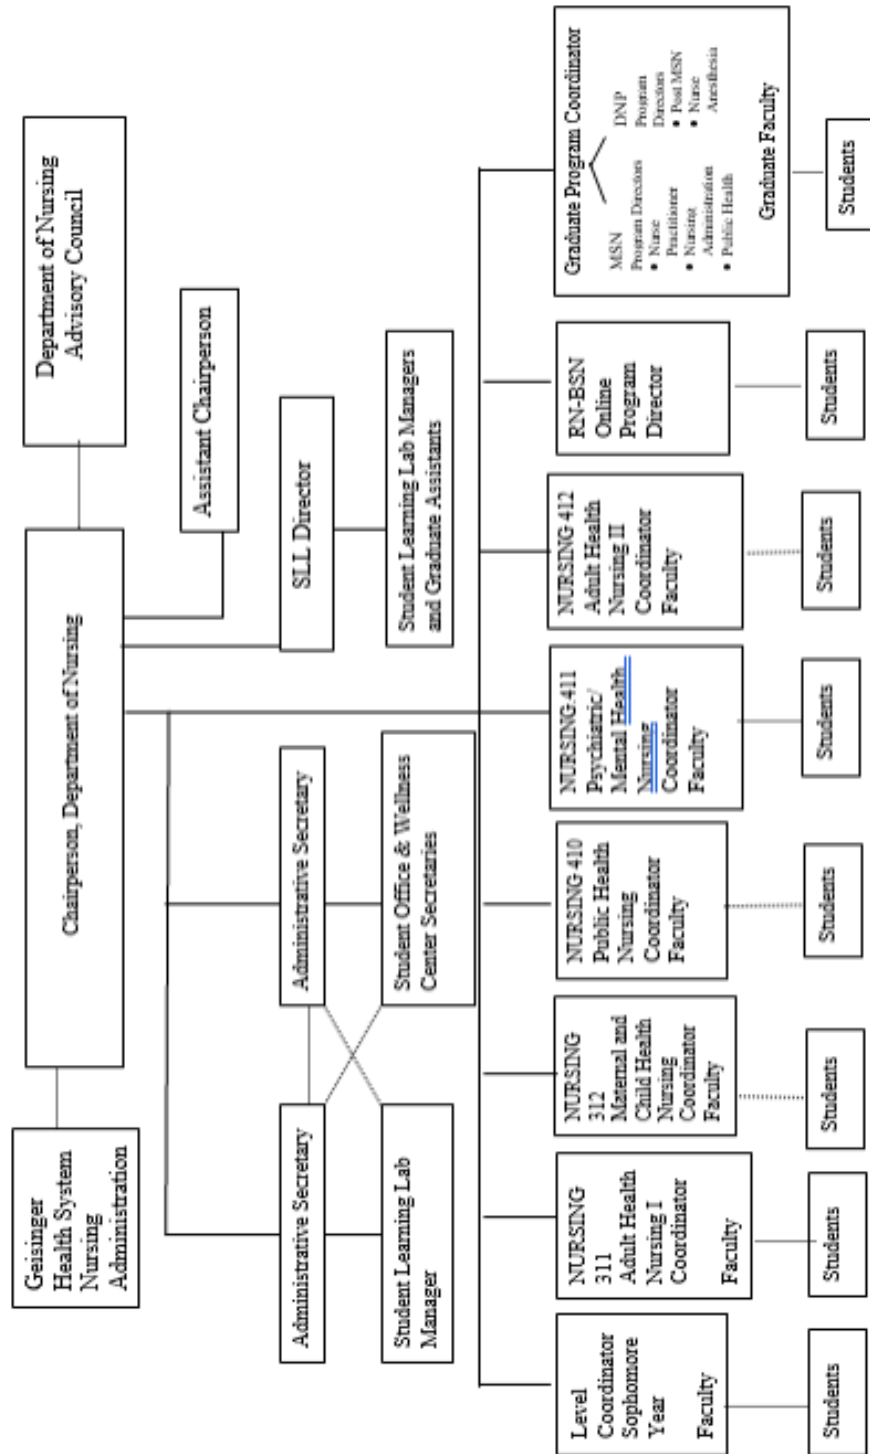 Geisinger
Health System
Nursing
Administration
Chairperson, Department of Nursing
Department of Nursing
Advisory Council
Assistant Chairperson
Administrative Secretary
Administrative Secretary
SLL Director
Student Learning Lab
Manager
Student Office & Wellness
Center Secretaries
Student Learning Lab Managers
and Graduate Assistants
Level
Coordinator
Sophomore
Year
Faculty
NURSING
311
Adult Health
Nursing I
Coordinator
Faculty
NURSING
312
Maternal and
Child Health
Nursing
Coordinator
Faculty
NURSING 410
Public Health
Nursing
Coordinator
Faculty
NURSING 411
Psychiatric/
Mental Health
Nursing
Coordinator
Faculty
NURSING 412
Adult Health
Nursing II
Coordinator
Faculty
RN-BSN
Online
Program
Director
Graduate Program Coordinator
MSN
Program Directors
• Nurse
Practitioner
• Nursing
Administration
• Public Health
DNP
Program
Directors
• Post MSN
• Nurse
Anesthesia
Graduate Faculty
Students
Students
Students
Students
Students
Students
Students
Students